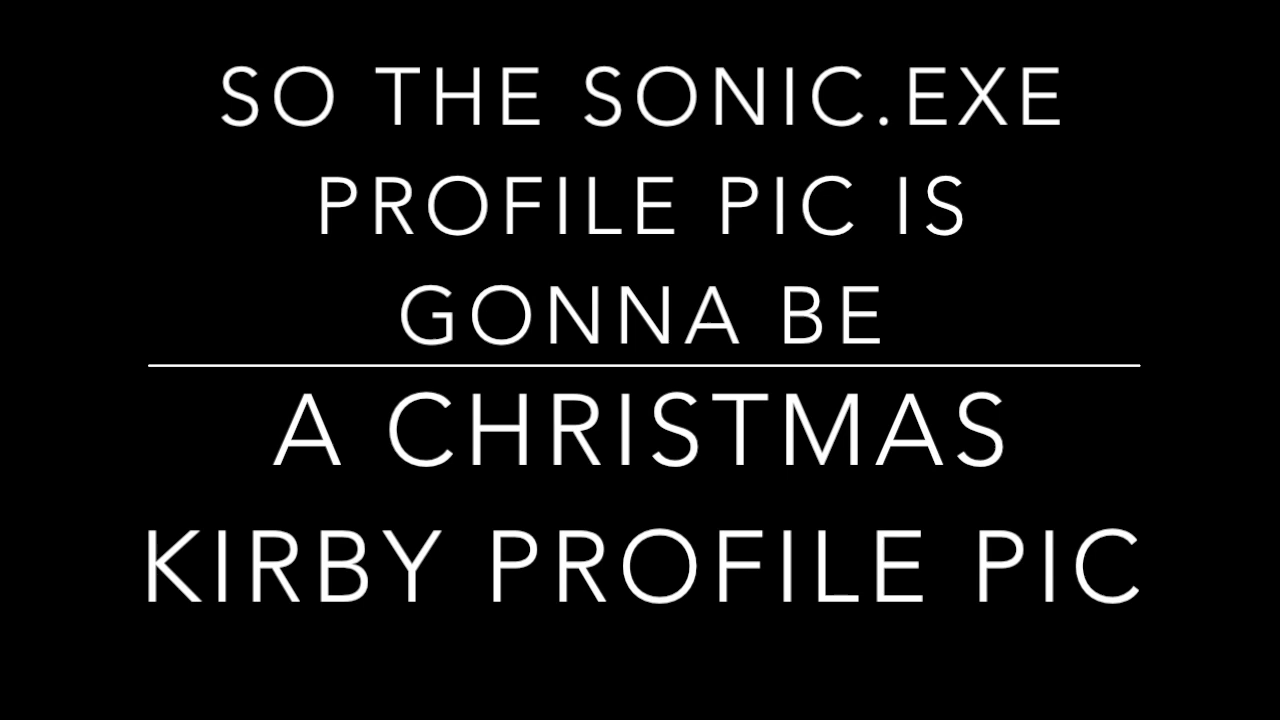 SO THE SONIC.EXE
PROFILE PIC IS
GONNA BE
A CHRISTMAS
KIRBY PROFILE PIC